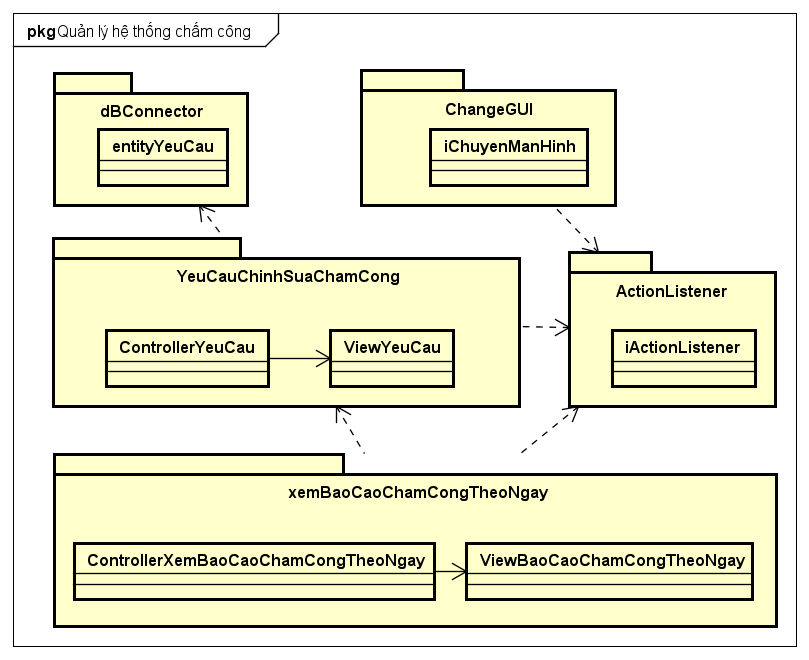 pkg Quản lý hệ thống chấm công
dBConnector
entityYeuCau
ChangeGUI
iChuyenManHinh
YeuCauChinhSuaChamCong
ControllerYeuCau
ViewYeuCau
ActionListener
iActionListener
xemBaoCaoChamCongTheoNgay
ControllerXemBaoCaoChamCongTheoNgay
ViewBaoCaoChamCongTheoNgay